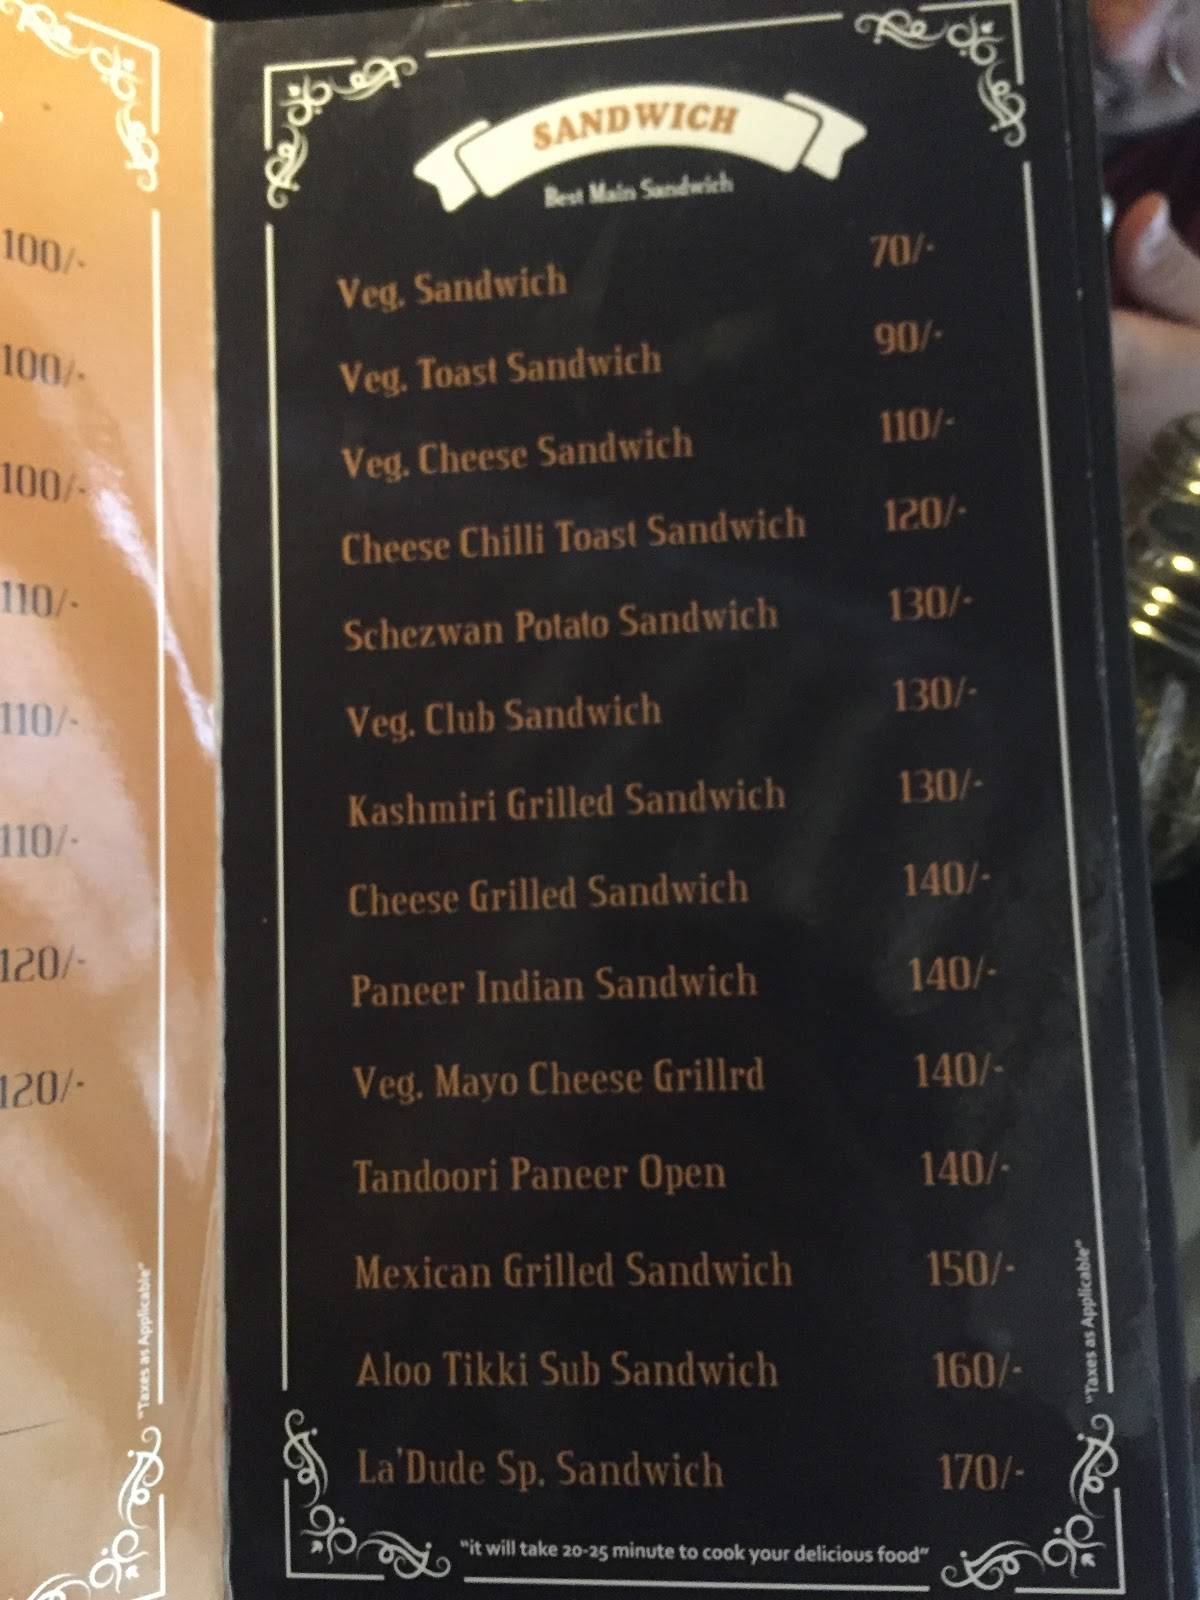 100/-
100/-
100/-
110/-
110/-
110/-
120/-
120/-
"Taxes as Applicable"
SANDWICH
Best Main Sandwich
Veg. Sandwich 70/-
Veg. Toast Sandwich 90/-
Veg. Cheese Sandwich 110/-
Cheese Chilli Toast Sandwich 120/-
Schezwan Potato Sandwich 130/-
Veg. Club Sandwich 130/-
Kashmiri Grilled Sandwich 130/-
Cheese Grilled Sandwich 140/-
Paneer Indian Sandwich 140/-
Veg. Mayo Cheese Grillrd 140/-
Tandoori Paneer Open 140/-
Mexican Grilled Sandwich 150/-
Aloo Tikki Sub Sandwich 160/-
La'Dude Sp. Sandwich 170/-
"Taxes as Applicable"
"it will take 20-25 minute to cook your delicious food"